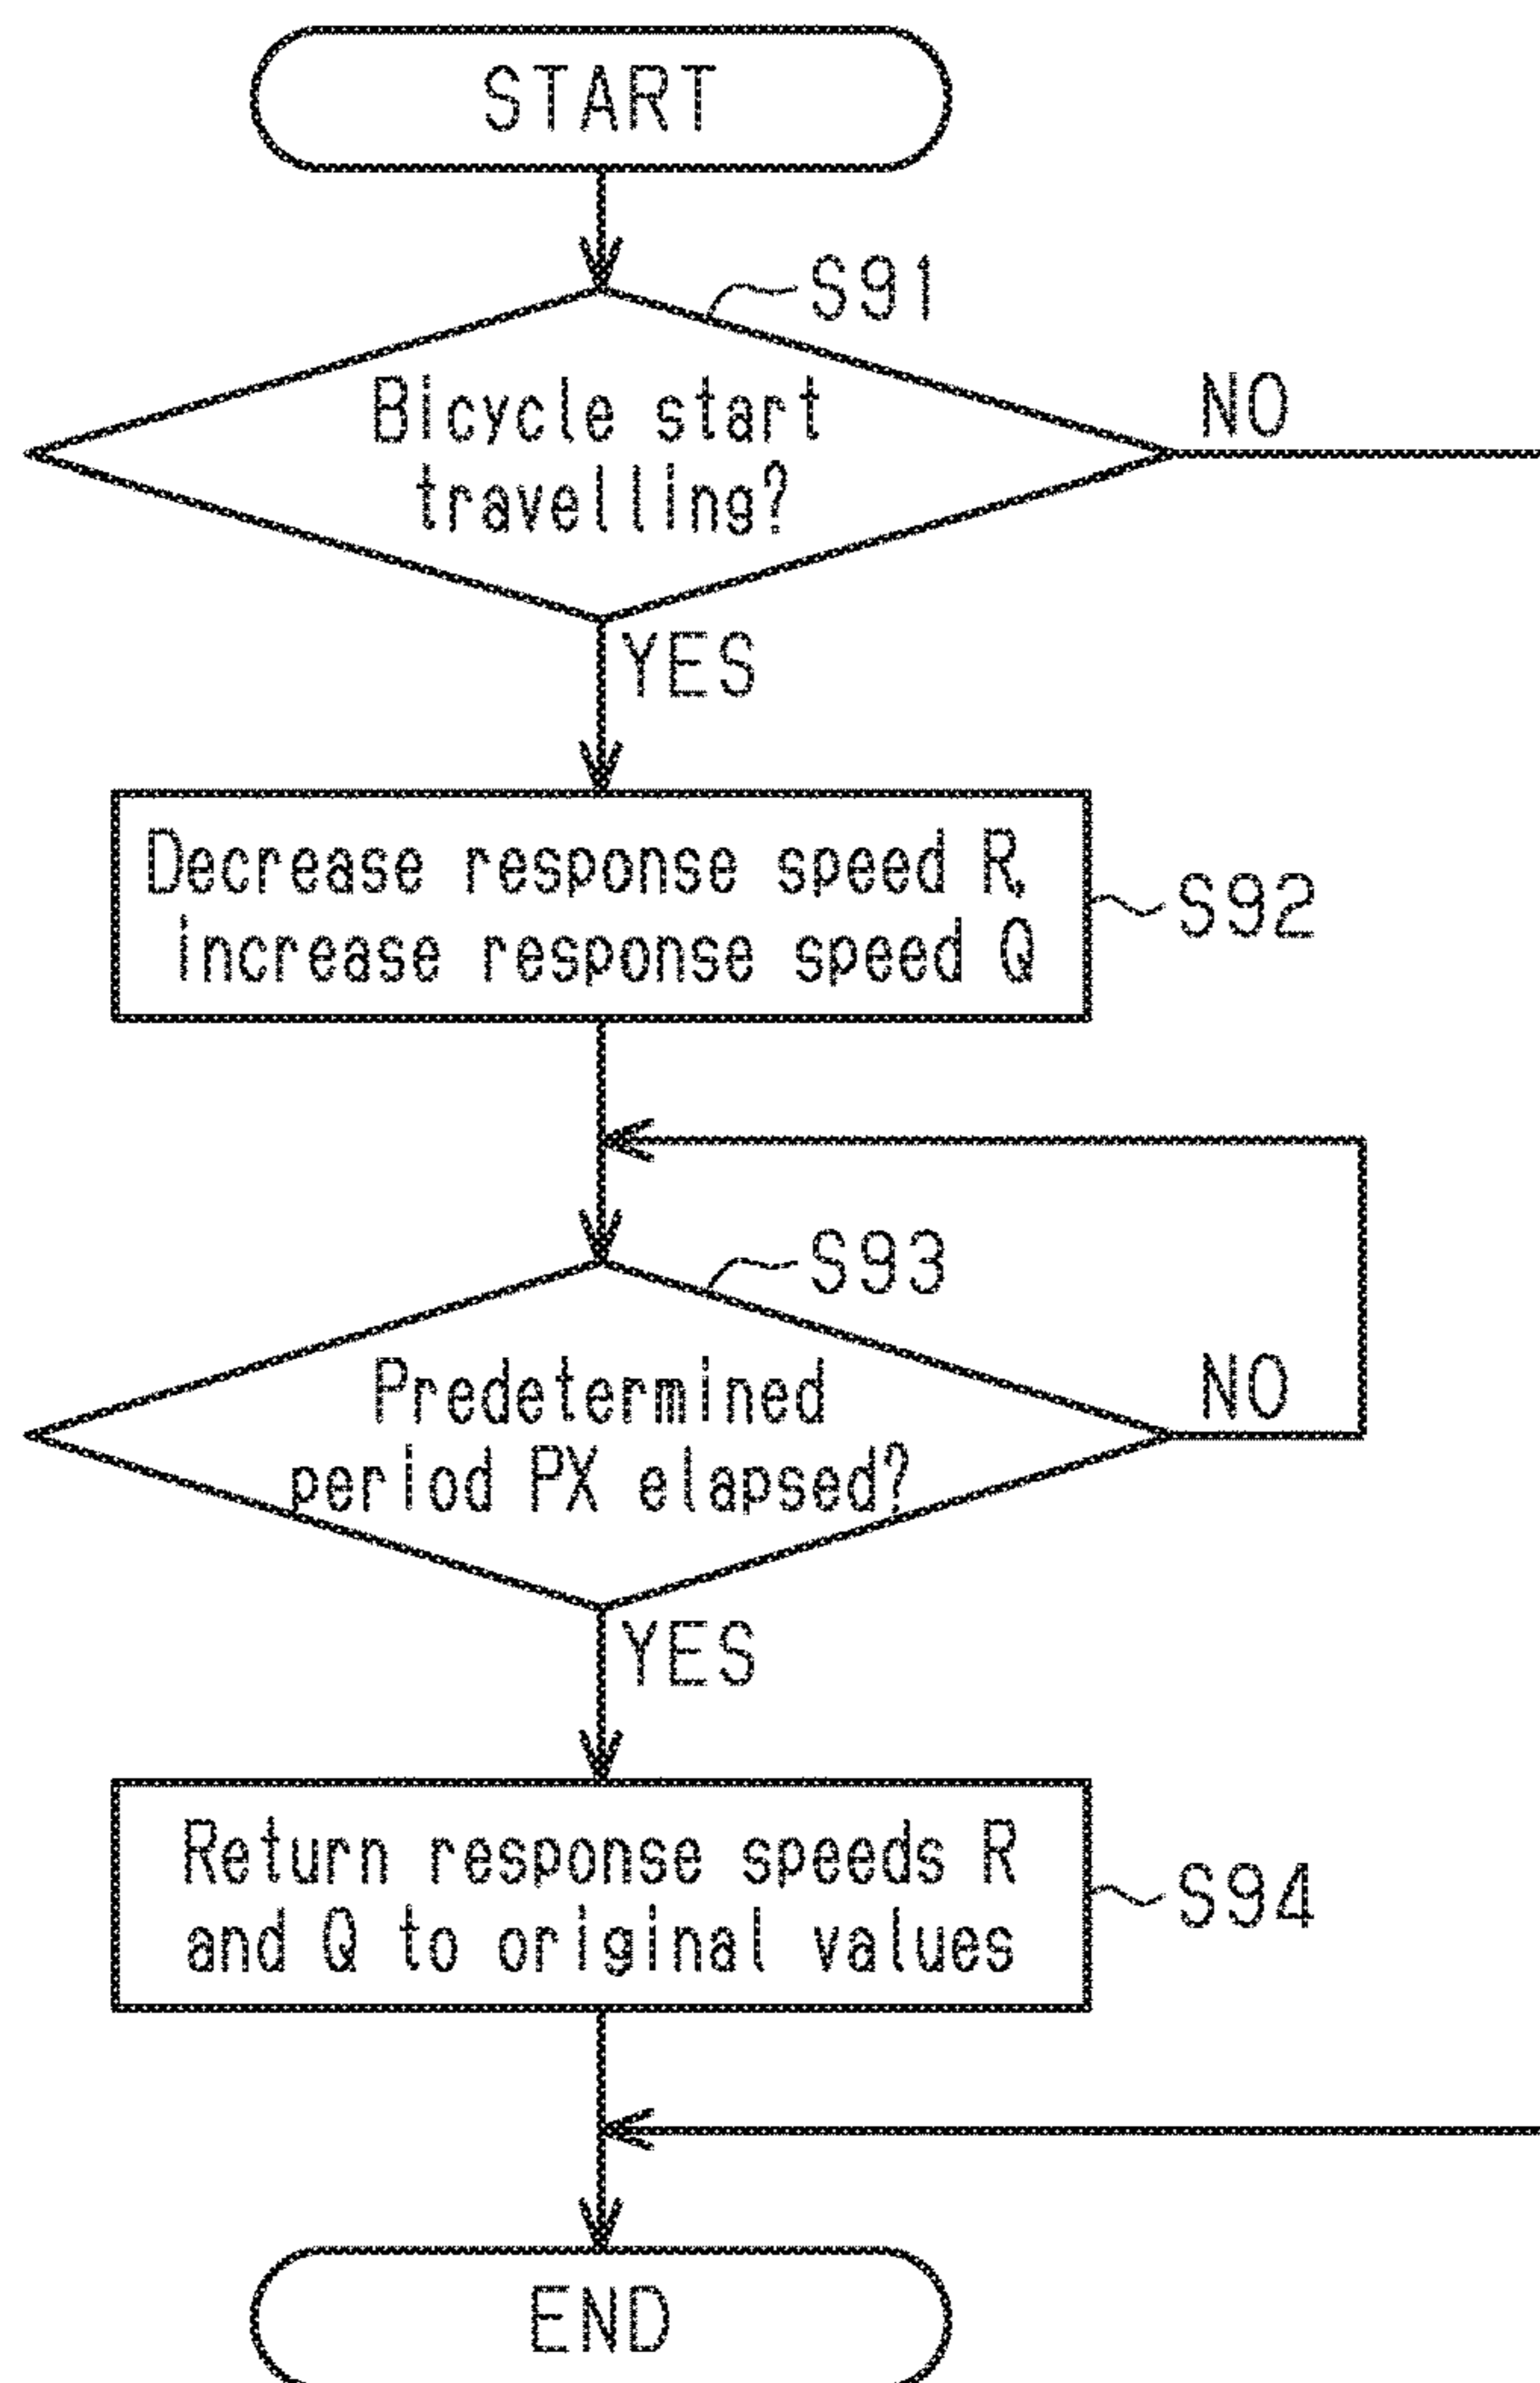 START
S91
Bicycle start
travelling?
NO
YES
Decrease response speed R,
increase response speed Q
S92
S93
Predetermined
period PX elapsed?
NO
YES
Return response speeds R
and Q to original values
S94
END